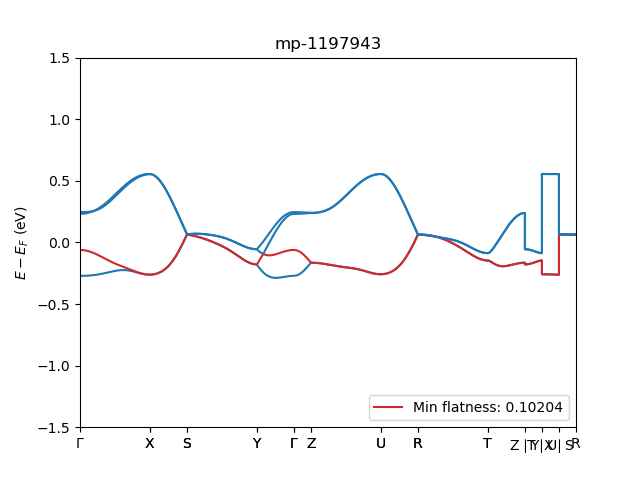 mp-1197943
1.5
1.0
0.5
0.0
−0.5
−1.0
−1.5
E − E_F (eV)
Min flatness: 0.10204
Γ X S Y Γ Z U R T Z | T Y | X U | S R